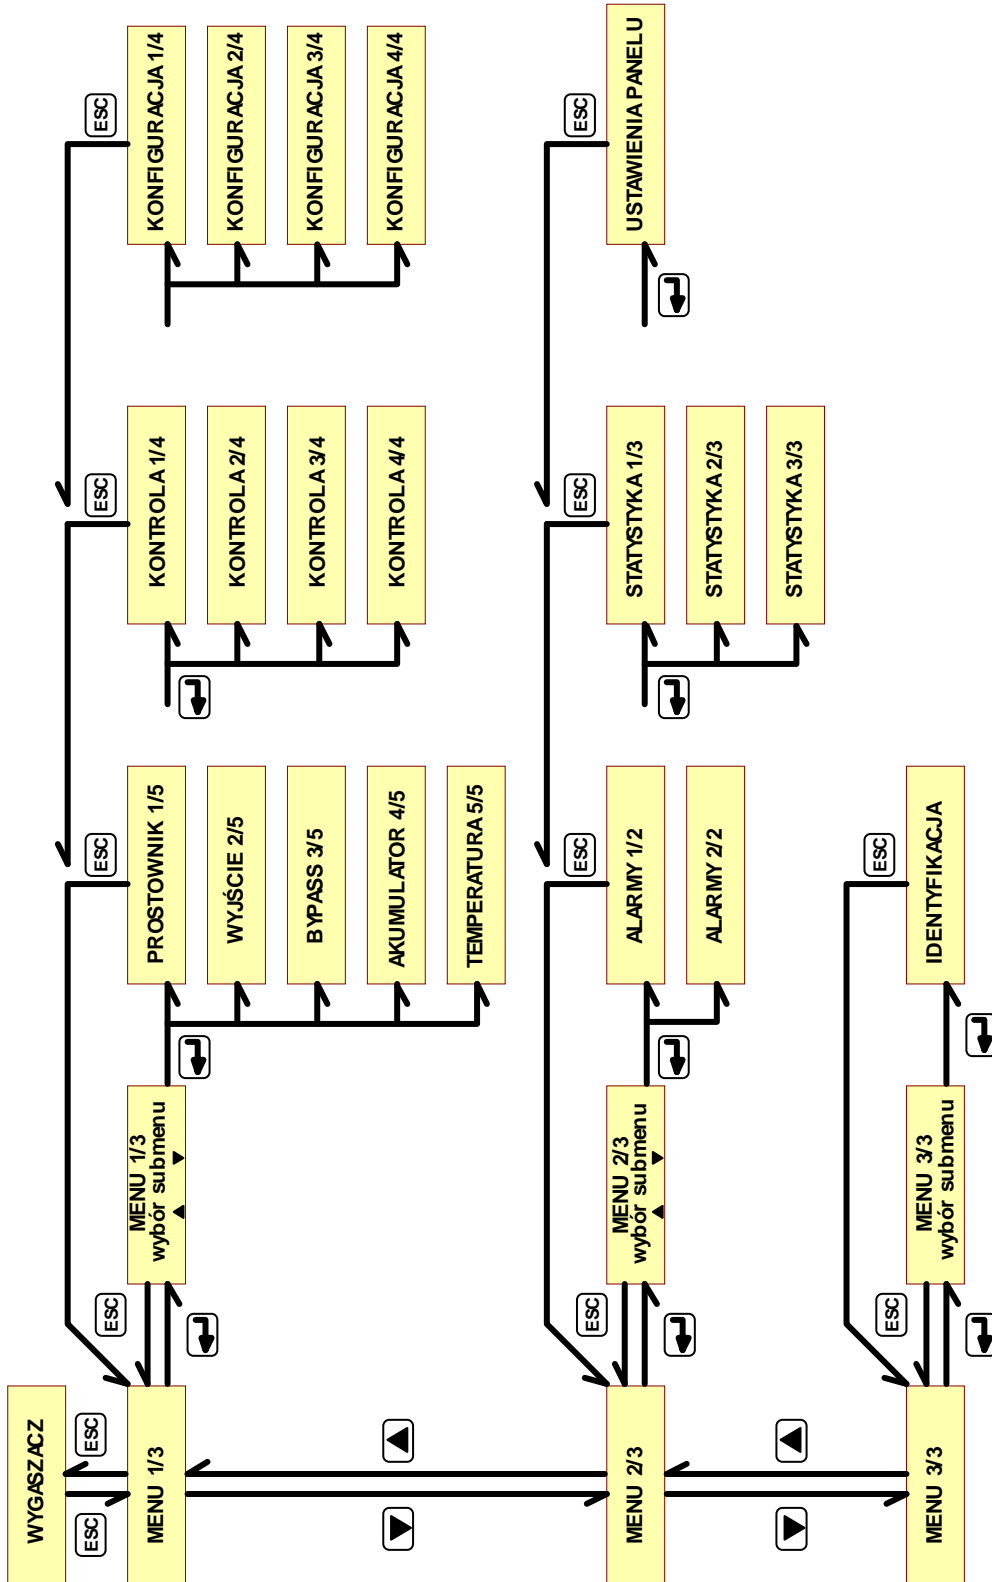 WYGASZACZ
ESC
ESC
ESC
ESC
ESC
ESC
MENU 1/3
MENU 1/3
wybór submenu
PROSTOWNIK 1/5
KONTROLA 1/4
KONFIGURACJA 1/4
WYJŚCIE 2/5
KONTROLA 2/4
KONFIGURACJA 2/4
BYPASS 3/5
KONTROLA 3/4
KONFIGURACJA 3/4
AKUMULATOR 4/5
KONTROLA 4/4
KONFIGURACJA 4/4
TEMPERATURA 5/5
ESC
ESC
ESC
ESC
MENU 2/3
MENU 2/3
wybór submenu
ALARMY 1/2
STATYSTYKA 1/3
USTAWIENIA PANELU
ALARMY 2/2
STATYSTYKA 2/3
STATYSTYKA 3/3
ESC
ESC
MENU 3/3
MENU 3/3
wybór submenu
IDENTYFIKACJA